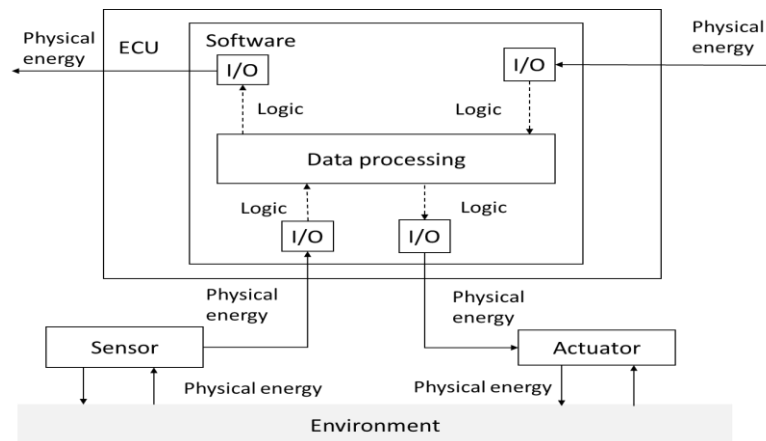 Physical
energy
ECU
Software
Physical
energy
I/O
I/O
Logic
Logic
Data processing
Logic
Logic
I/O
I/O
Physical
energy
Physical
energy
Sensor
Actuator
Physical energy
Physical energy
Environment